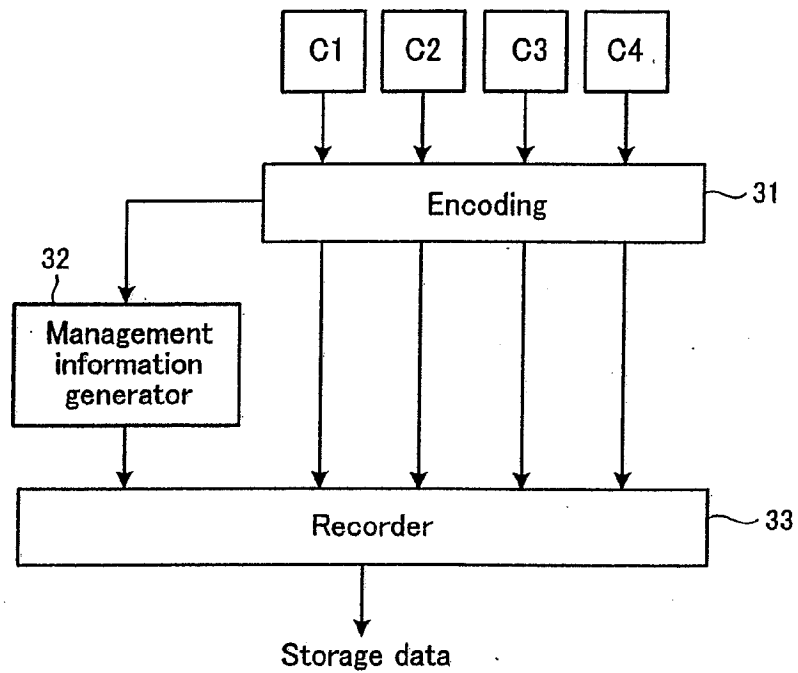 C1 C2 C3 C4
Encoding
31
32
Management
information
generator
Recorder
33
Storage data